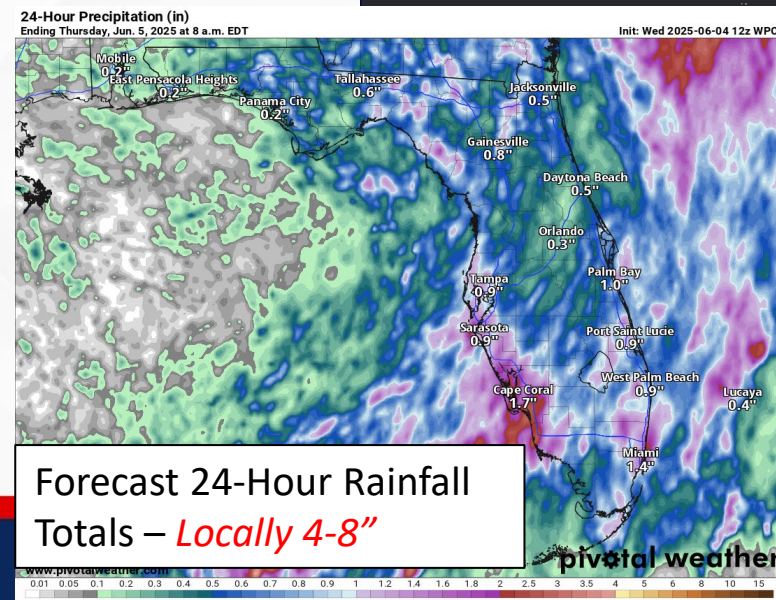 24-Hour Precipitation (in)
Ending Thursday, Jun. 5, 2025 at 8 a.m. EDT
Init: Wed 2025-06-04 12z WPC
Mobile
0.2"
East Pensacola Heights
0.2"
Panama City
0.2"
Tallahassee
0.6"
Jacksonville
0.5"
Gainesville
0.8"
Daytona Beach
0.5"
Orlando
0.3"
Tampa
0.9"
Palm Bay
1.0"
Sarasota
0.9"
Port Saint Lucie
0.9"
Cape Coral
1.7"
West Palm Beach
0.9"
Lucaya
0.4"
Miami
1.4"
Forecast 24-Hour Rainfall
Totals – Locally 4-8”
www.pivotalweather.com
pivotal weather
0.01 0.05 0.1 0.2 0.3 0.4 0.5 0.6 0.7 0.8 0.9 1 1.2 1.4 1.6 1.8 2 2.5 3 3.5 4 5 6 8 10 15